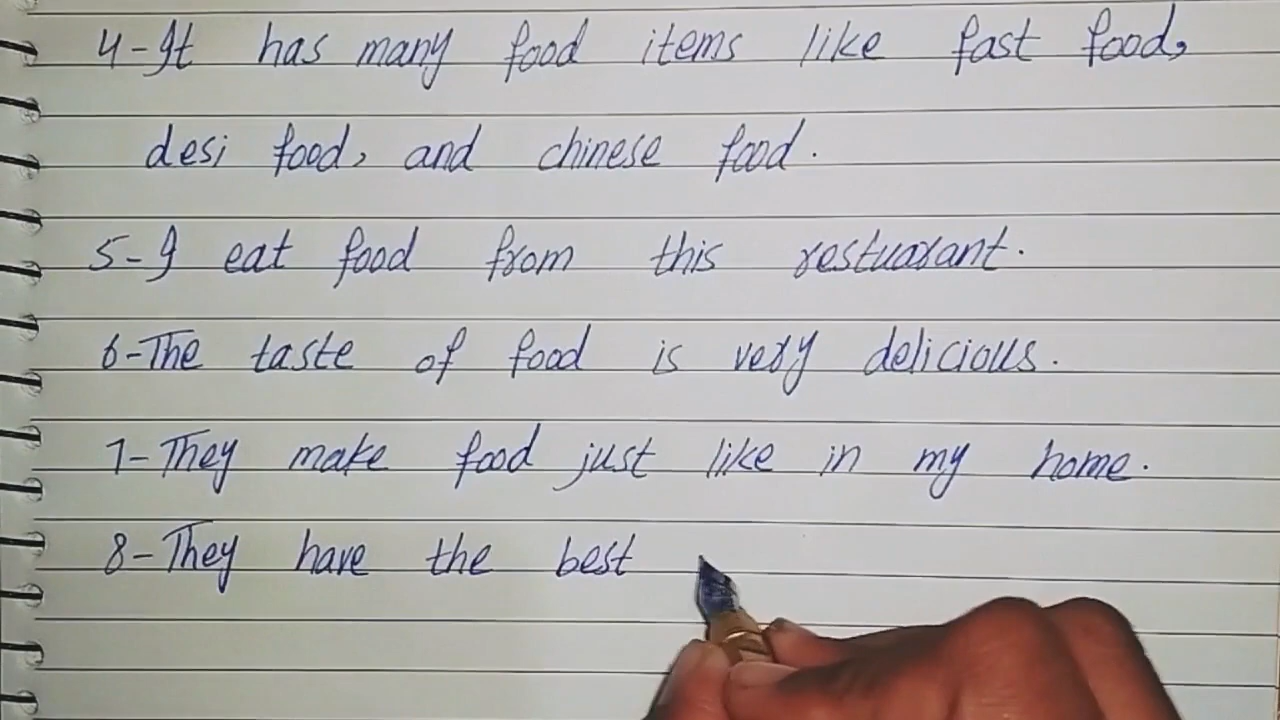 4-It has many food items like fast food,
desi food, and chinese food.
5-I eat food from this restuarant.
6-The taste of food is very delicious.
7-They make food just like in my home.
8-They have the best